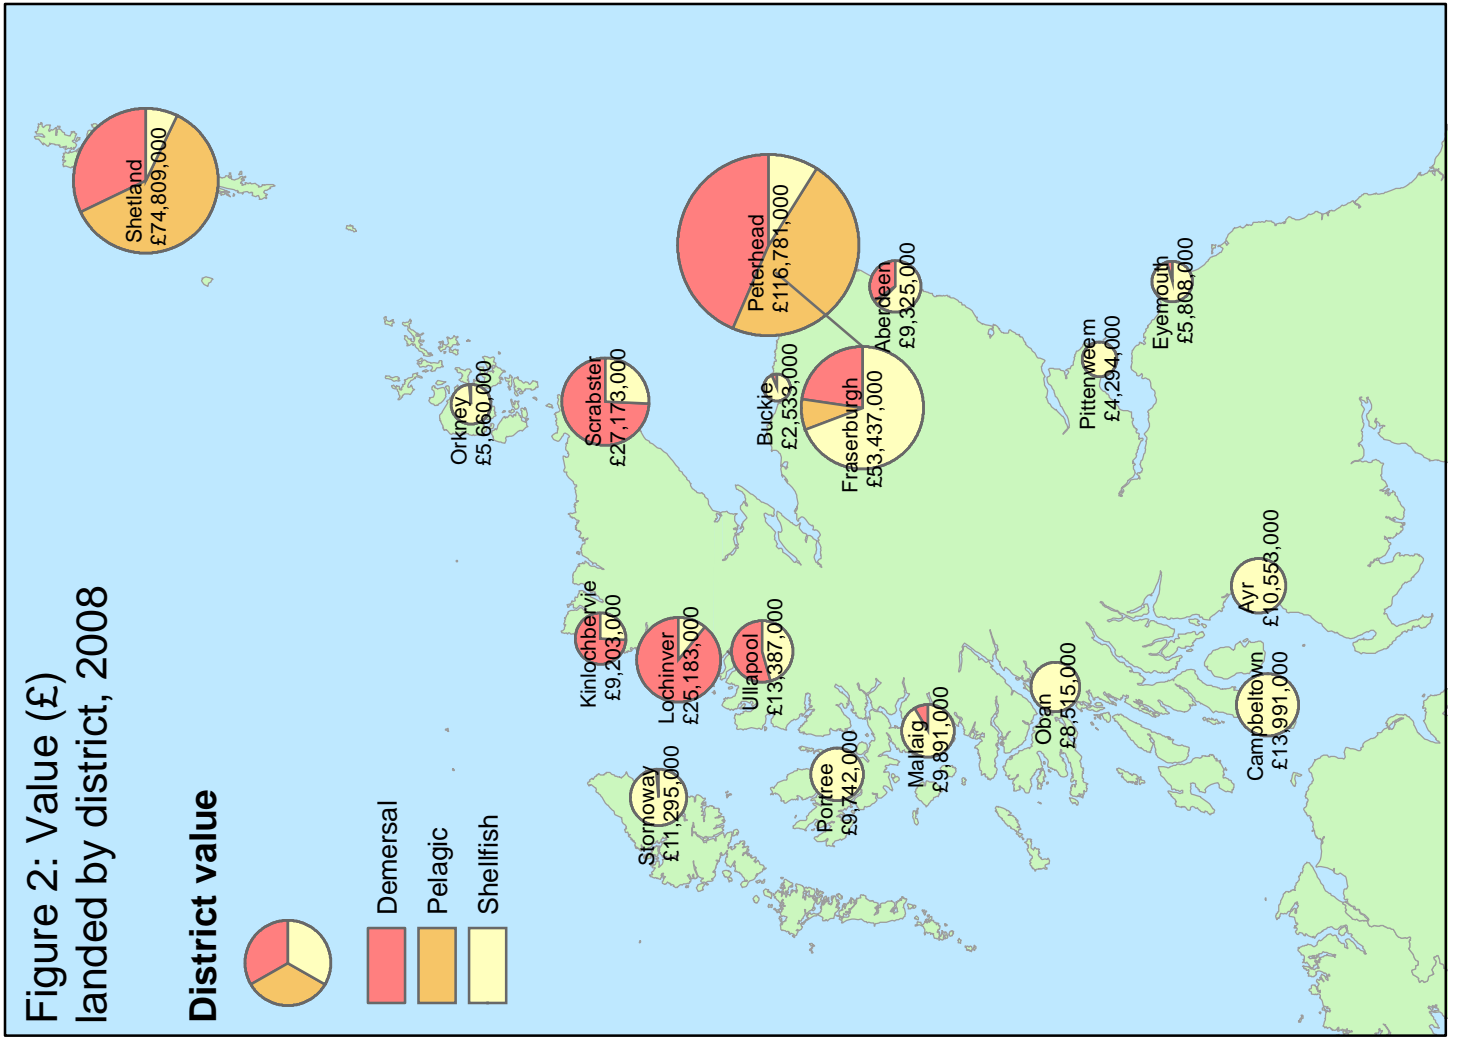 Figure 2: Value (£)
landed by district, 2008
District value
Demersal
Pelagic
Shellfish
Shetland
£74,809,000
Orkney
£5,660,000
Scrabster
£27,173,000
Kinlochbervie
£9,203,000
Lochinver
£25,183,000
Ullapool
£13,387,000
Stornoway
£11,295,000
Portree
£9,742,000
Mallaig
£9,891,000
Oban
£8,515,000
Campbeltown
£13,991,000
Ayr
£10,553,000
Buckie
£2,533,000
Fraserburgh
£53,437,000
Peterhead
£116,781,000
Aberdeen
£9,325,000
Pittenweem
£4,294,000
Eyemouth
£5,808,000